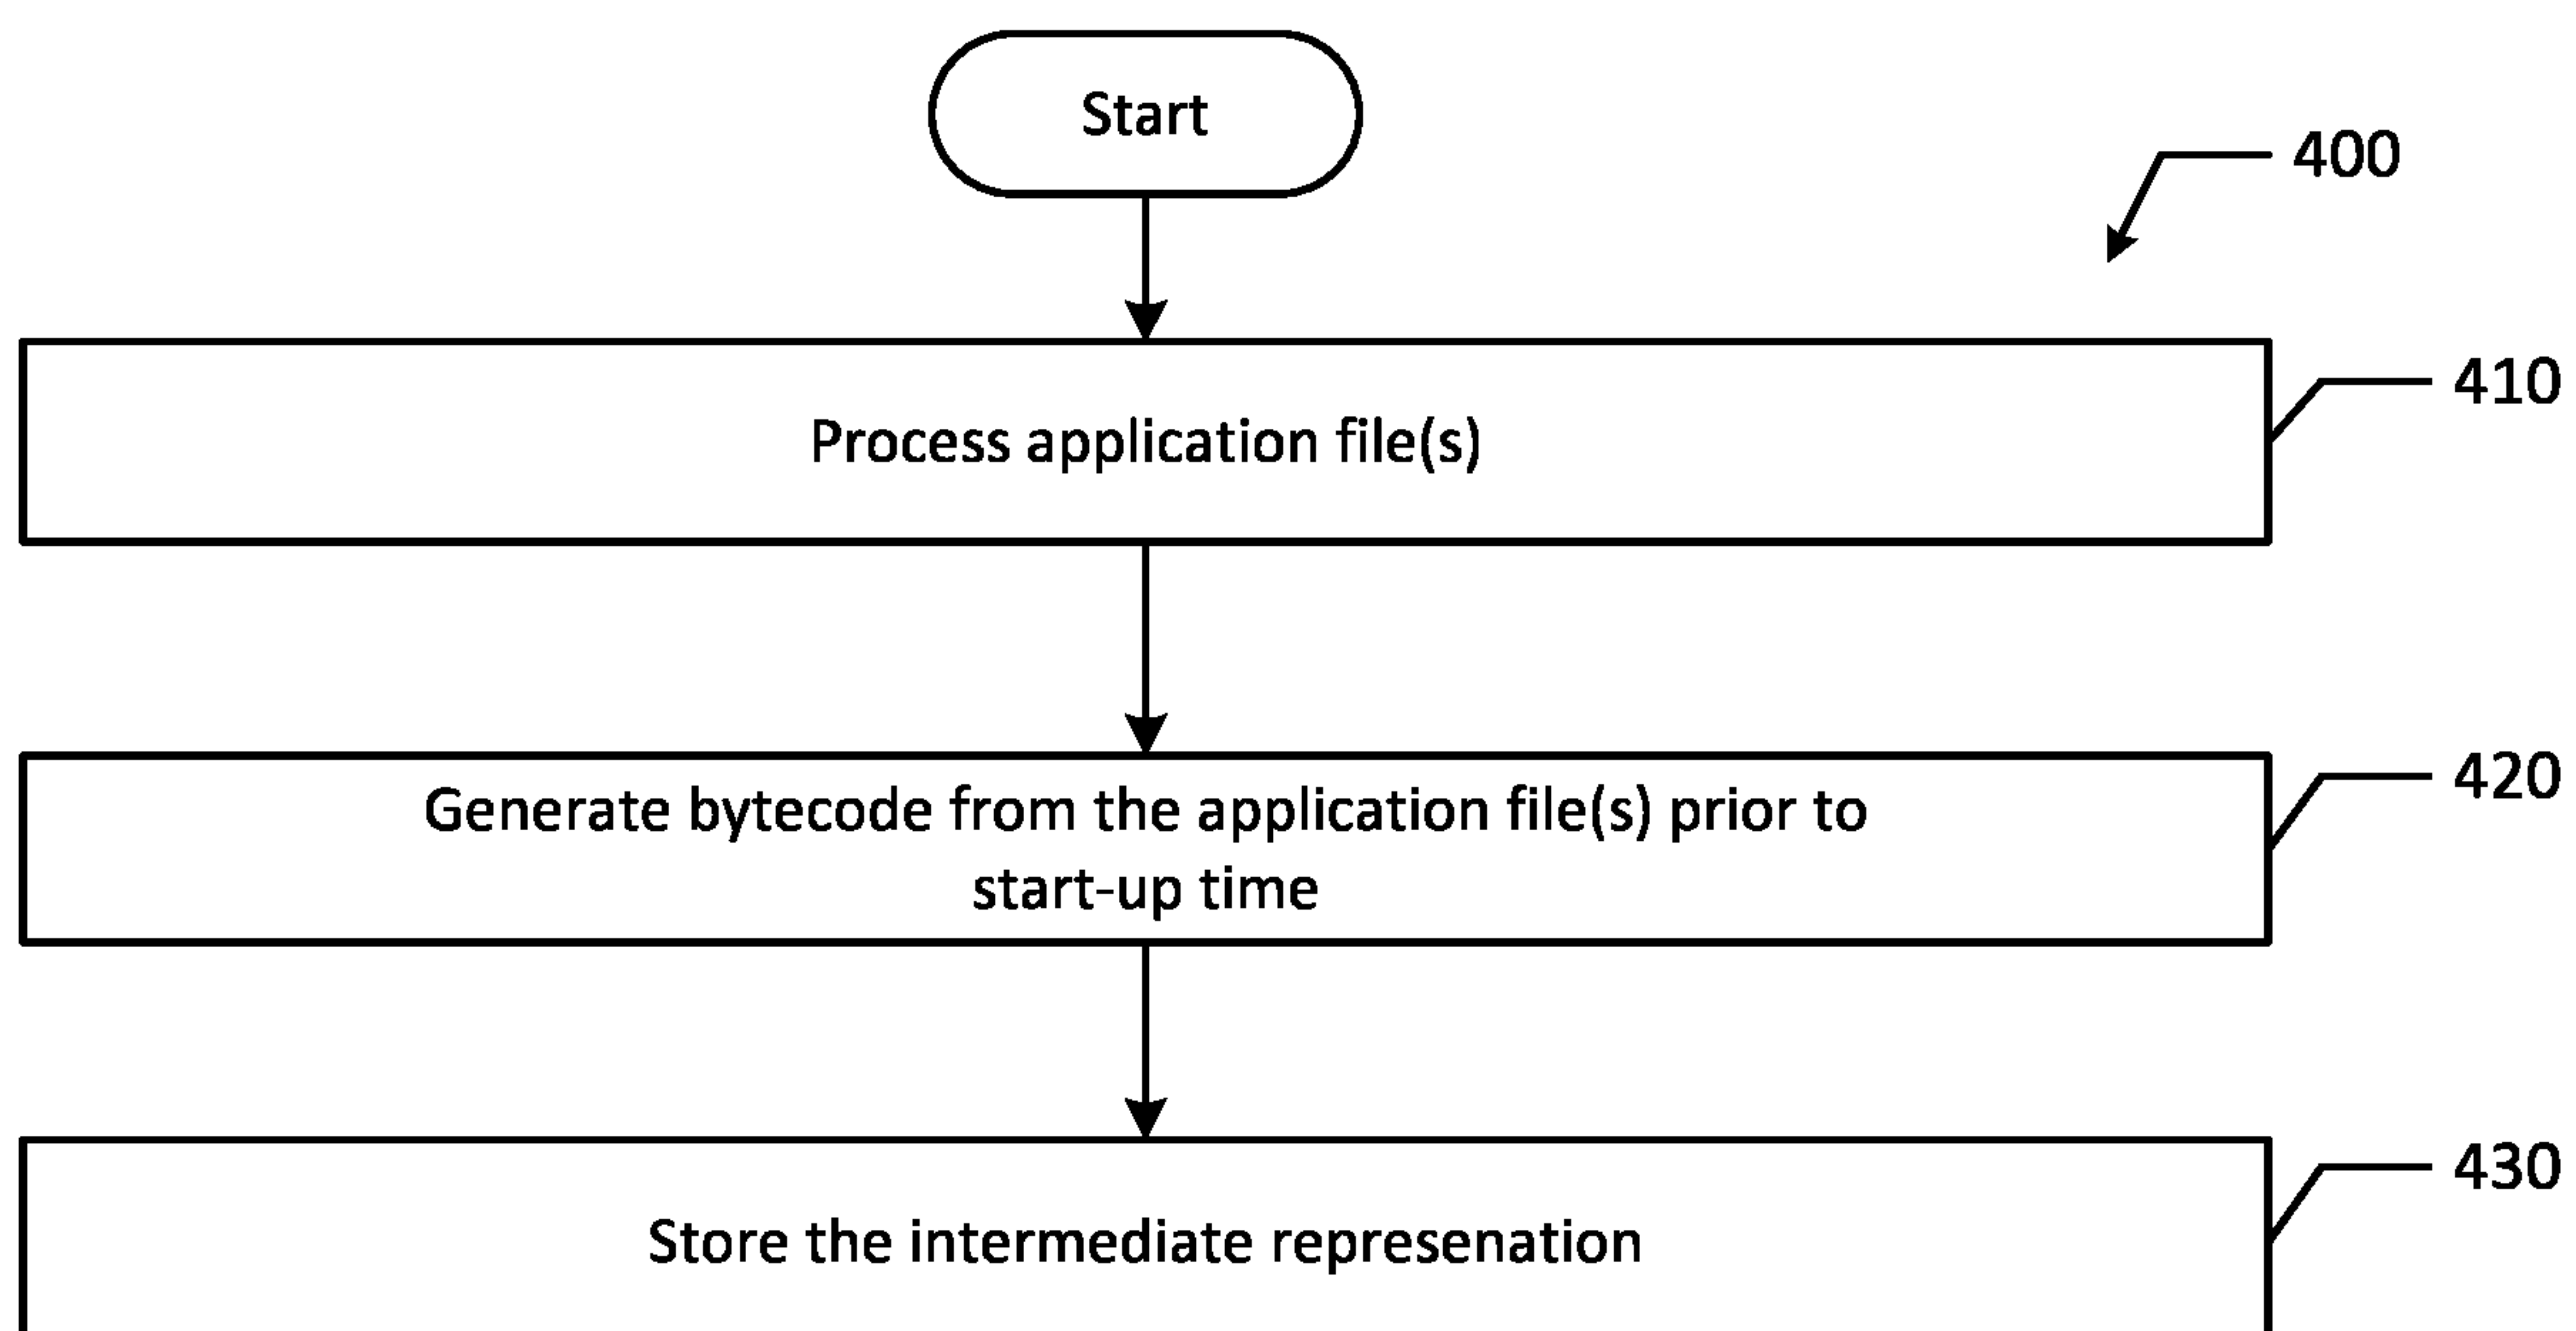 Start
400
410
Process application file(s)
420
Generate bytecode from the application file(s) prior to
start-up time
430
Store the intermediate represenation